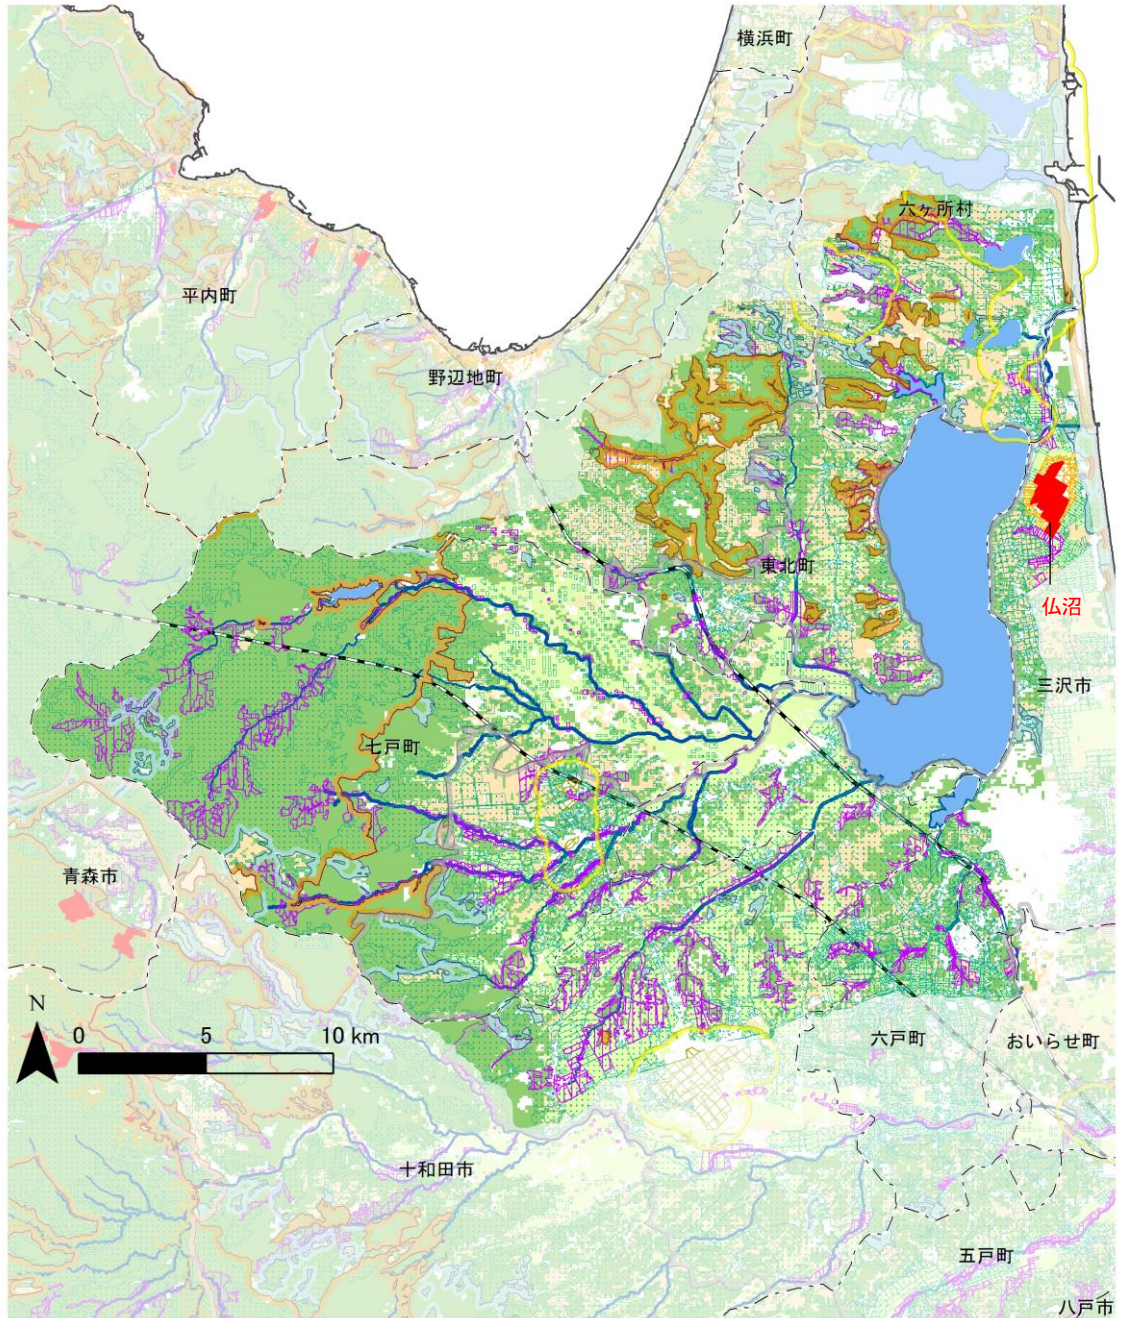 横浜町
六ヶ所村
平内町
野辺地町
東北町
仏沼
三沢市
七戸町
青森市
N
0 5 10 km
六戸町
おいらせ町
十和田市
五戸町
八戸市